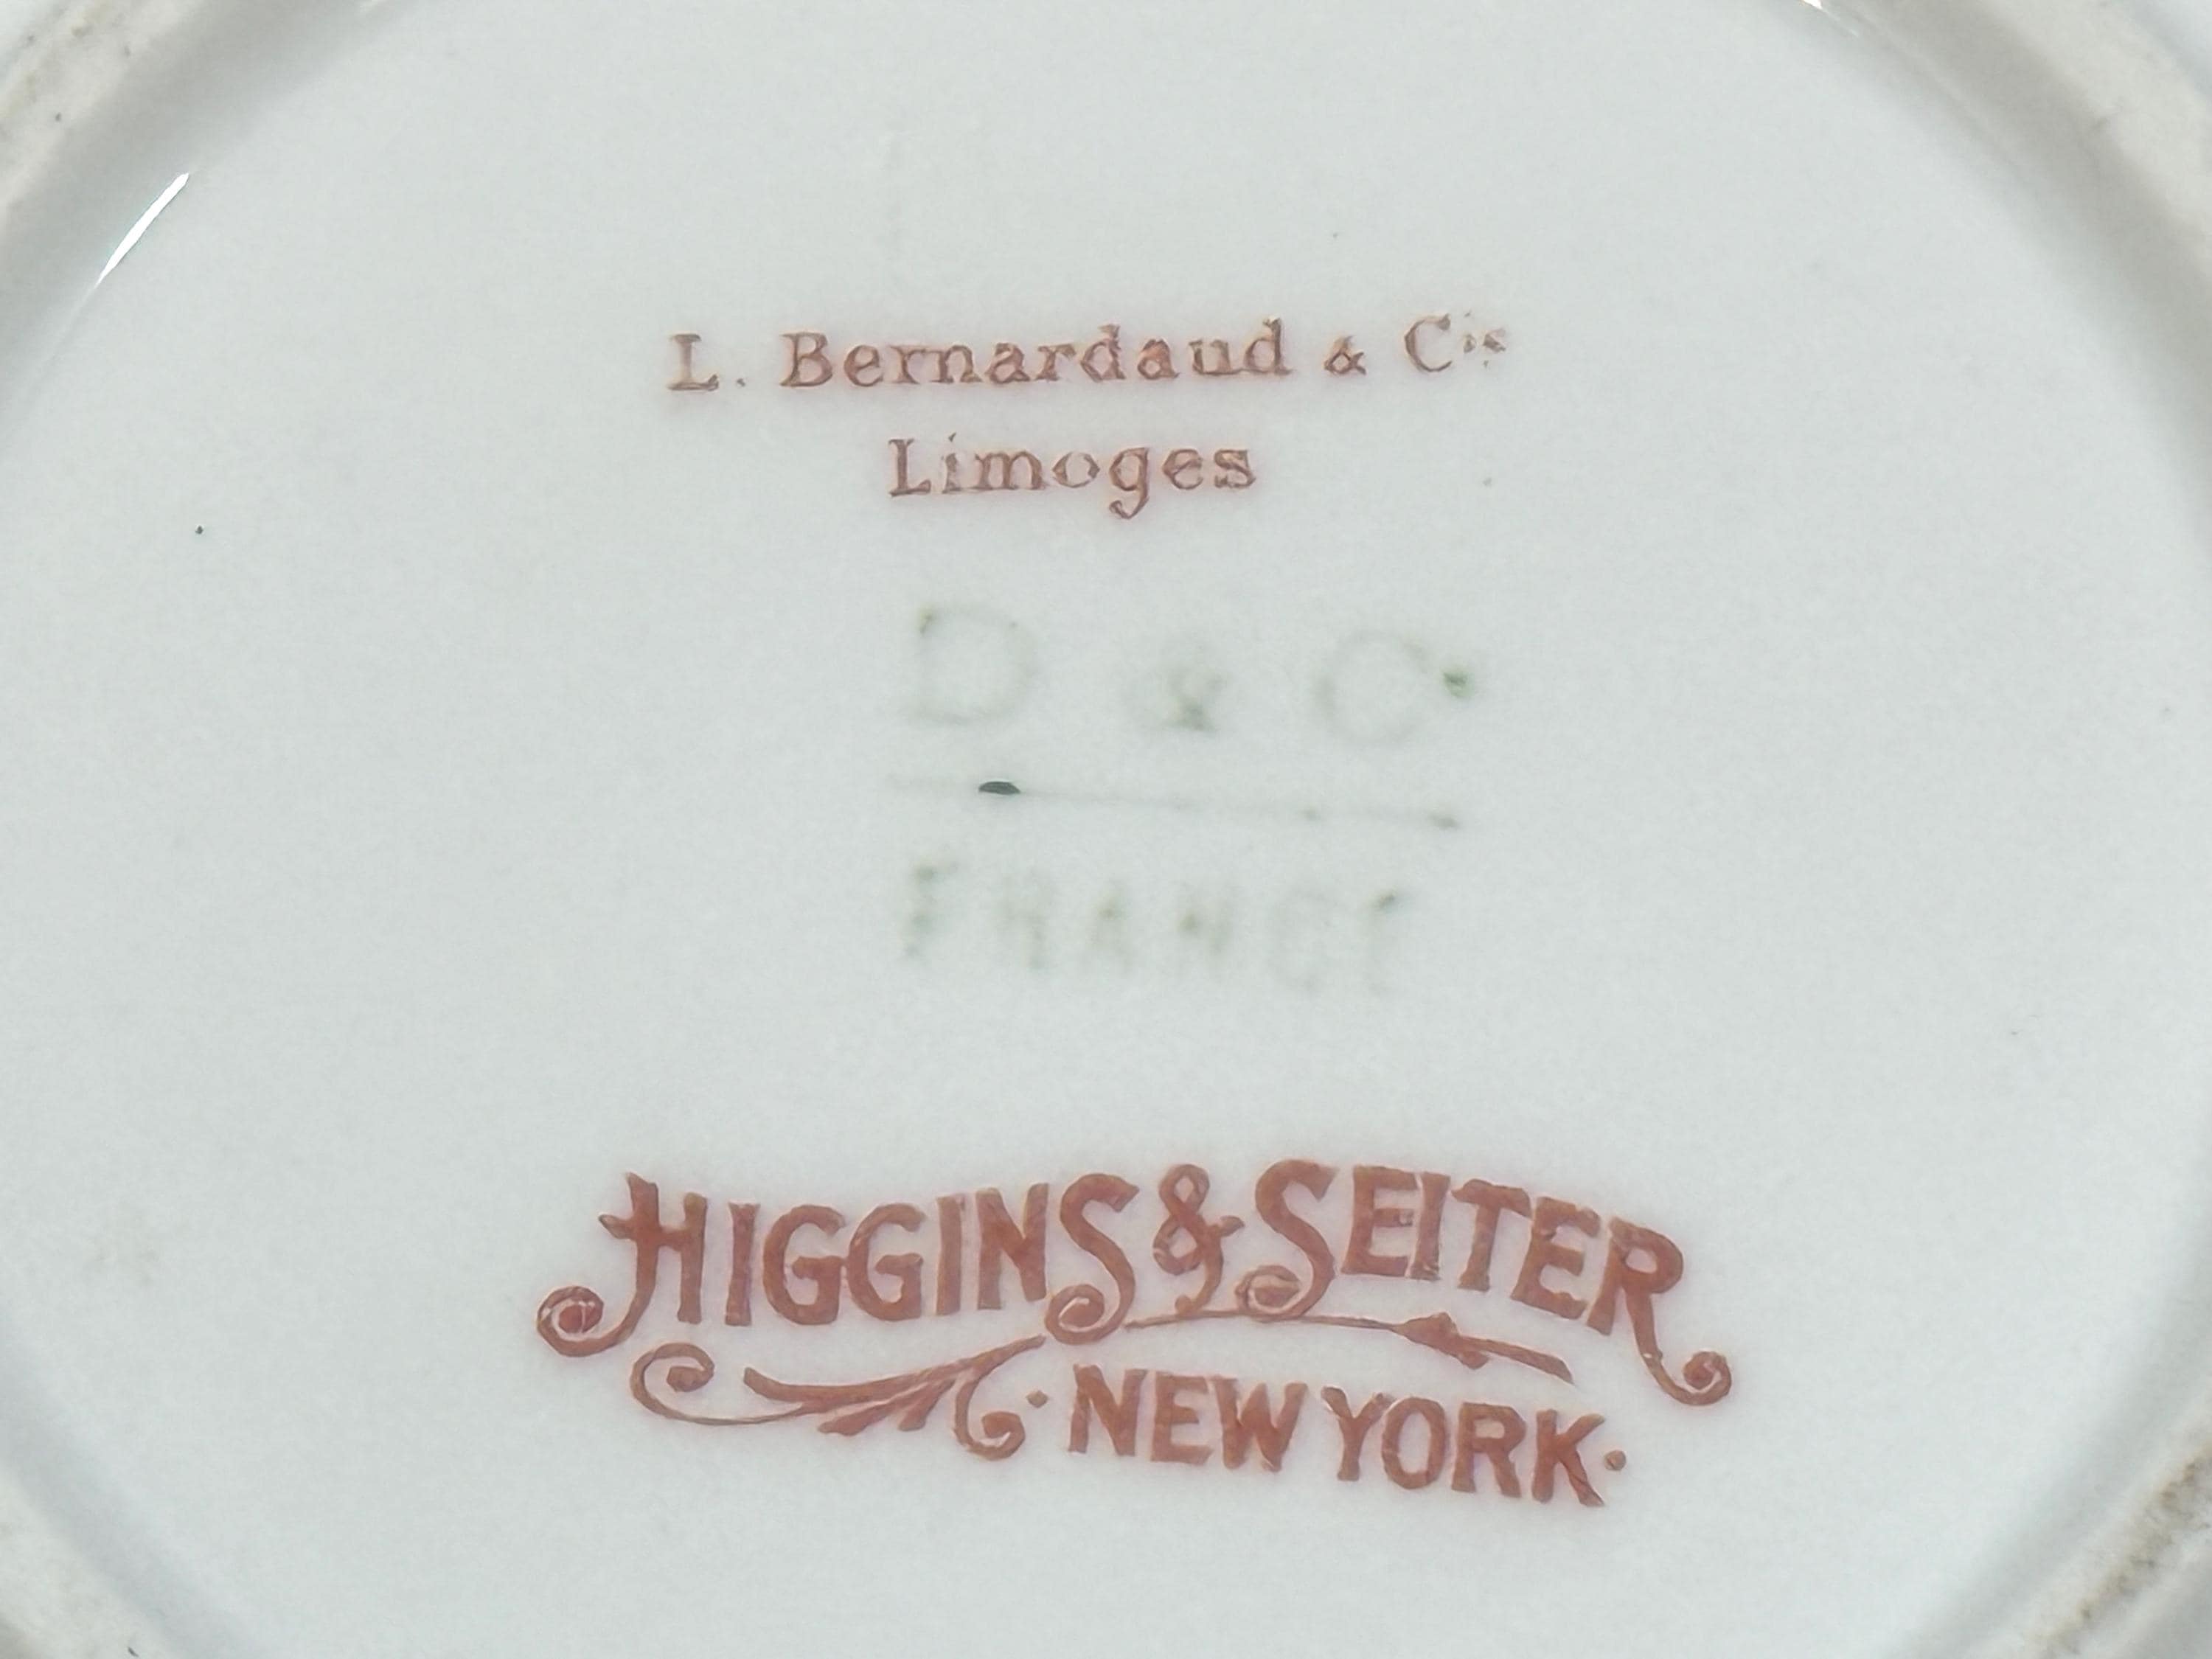 L. Bernardaud & Cie
Limoges
D & Co
FRANCE
HIGGINS & SEITER
· NEW YORK ·